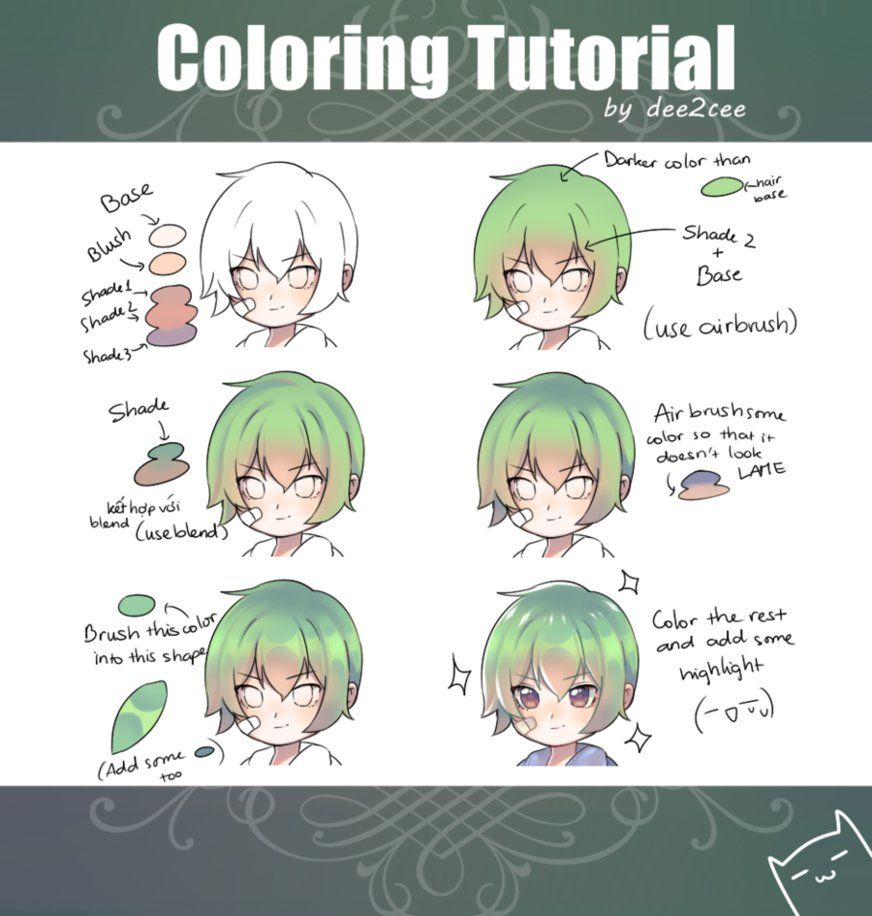 Coloring Tutorial
by dee2cee
Base
Blush
Shade1
Shade2
Shade3
Darker color than
hair
base
Shade 2
+
Base
(use airbrush)
Shade
kết hợp với
blend
(use blend)
Air brush some
color so that it
doesn't look
LAME
Brush this color
into this shape
(Add some
too
)
Color the rest
and add some
highlight